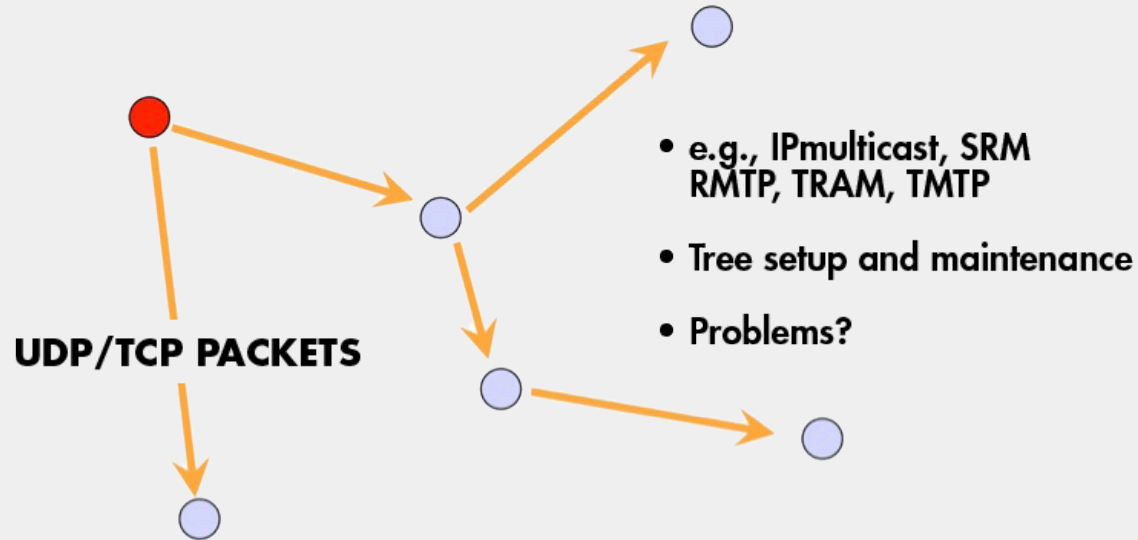 • e.g., IPmulticast, SRM
RMTP, TRAM, TMTP
• Tree setup and maintenance
• Problems?
UDP/TCP PACKETS